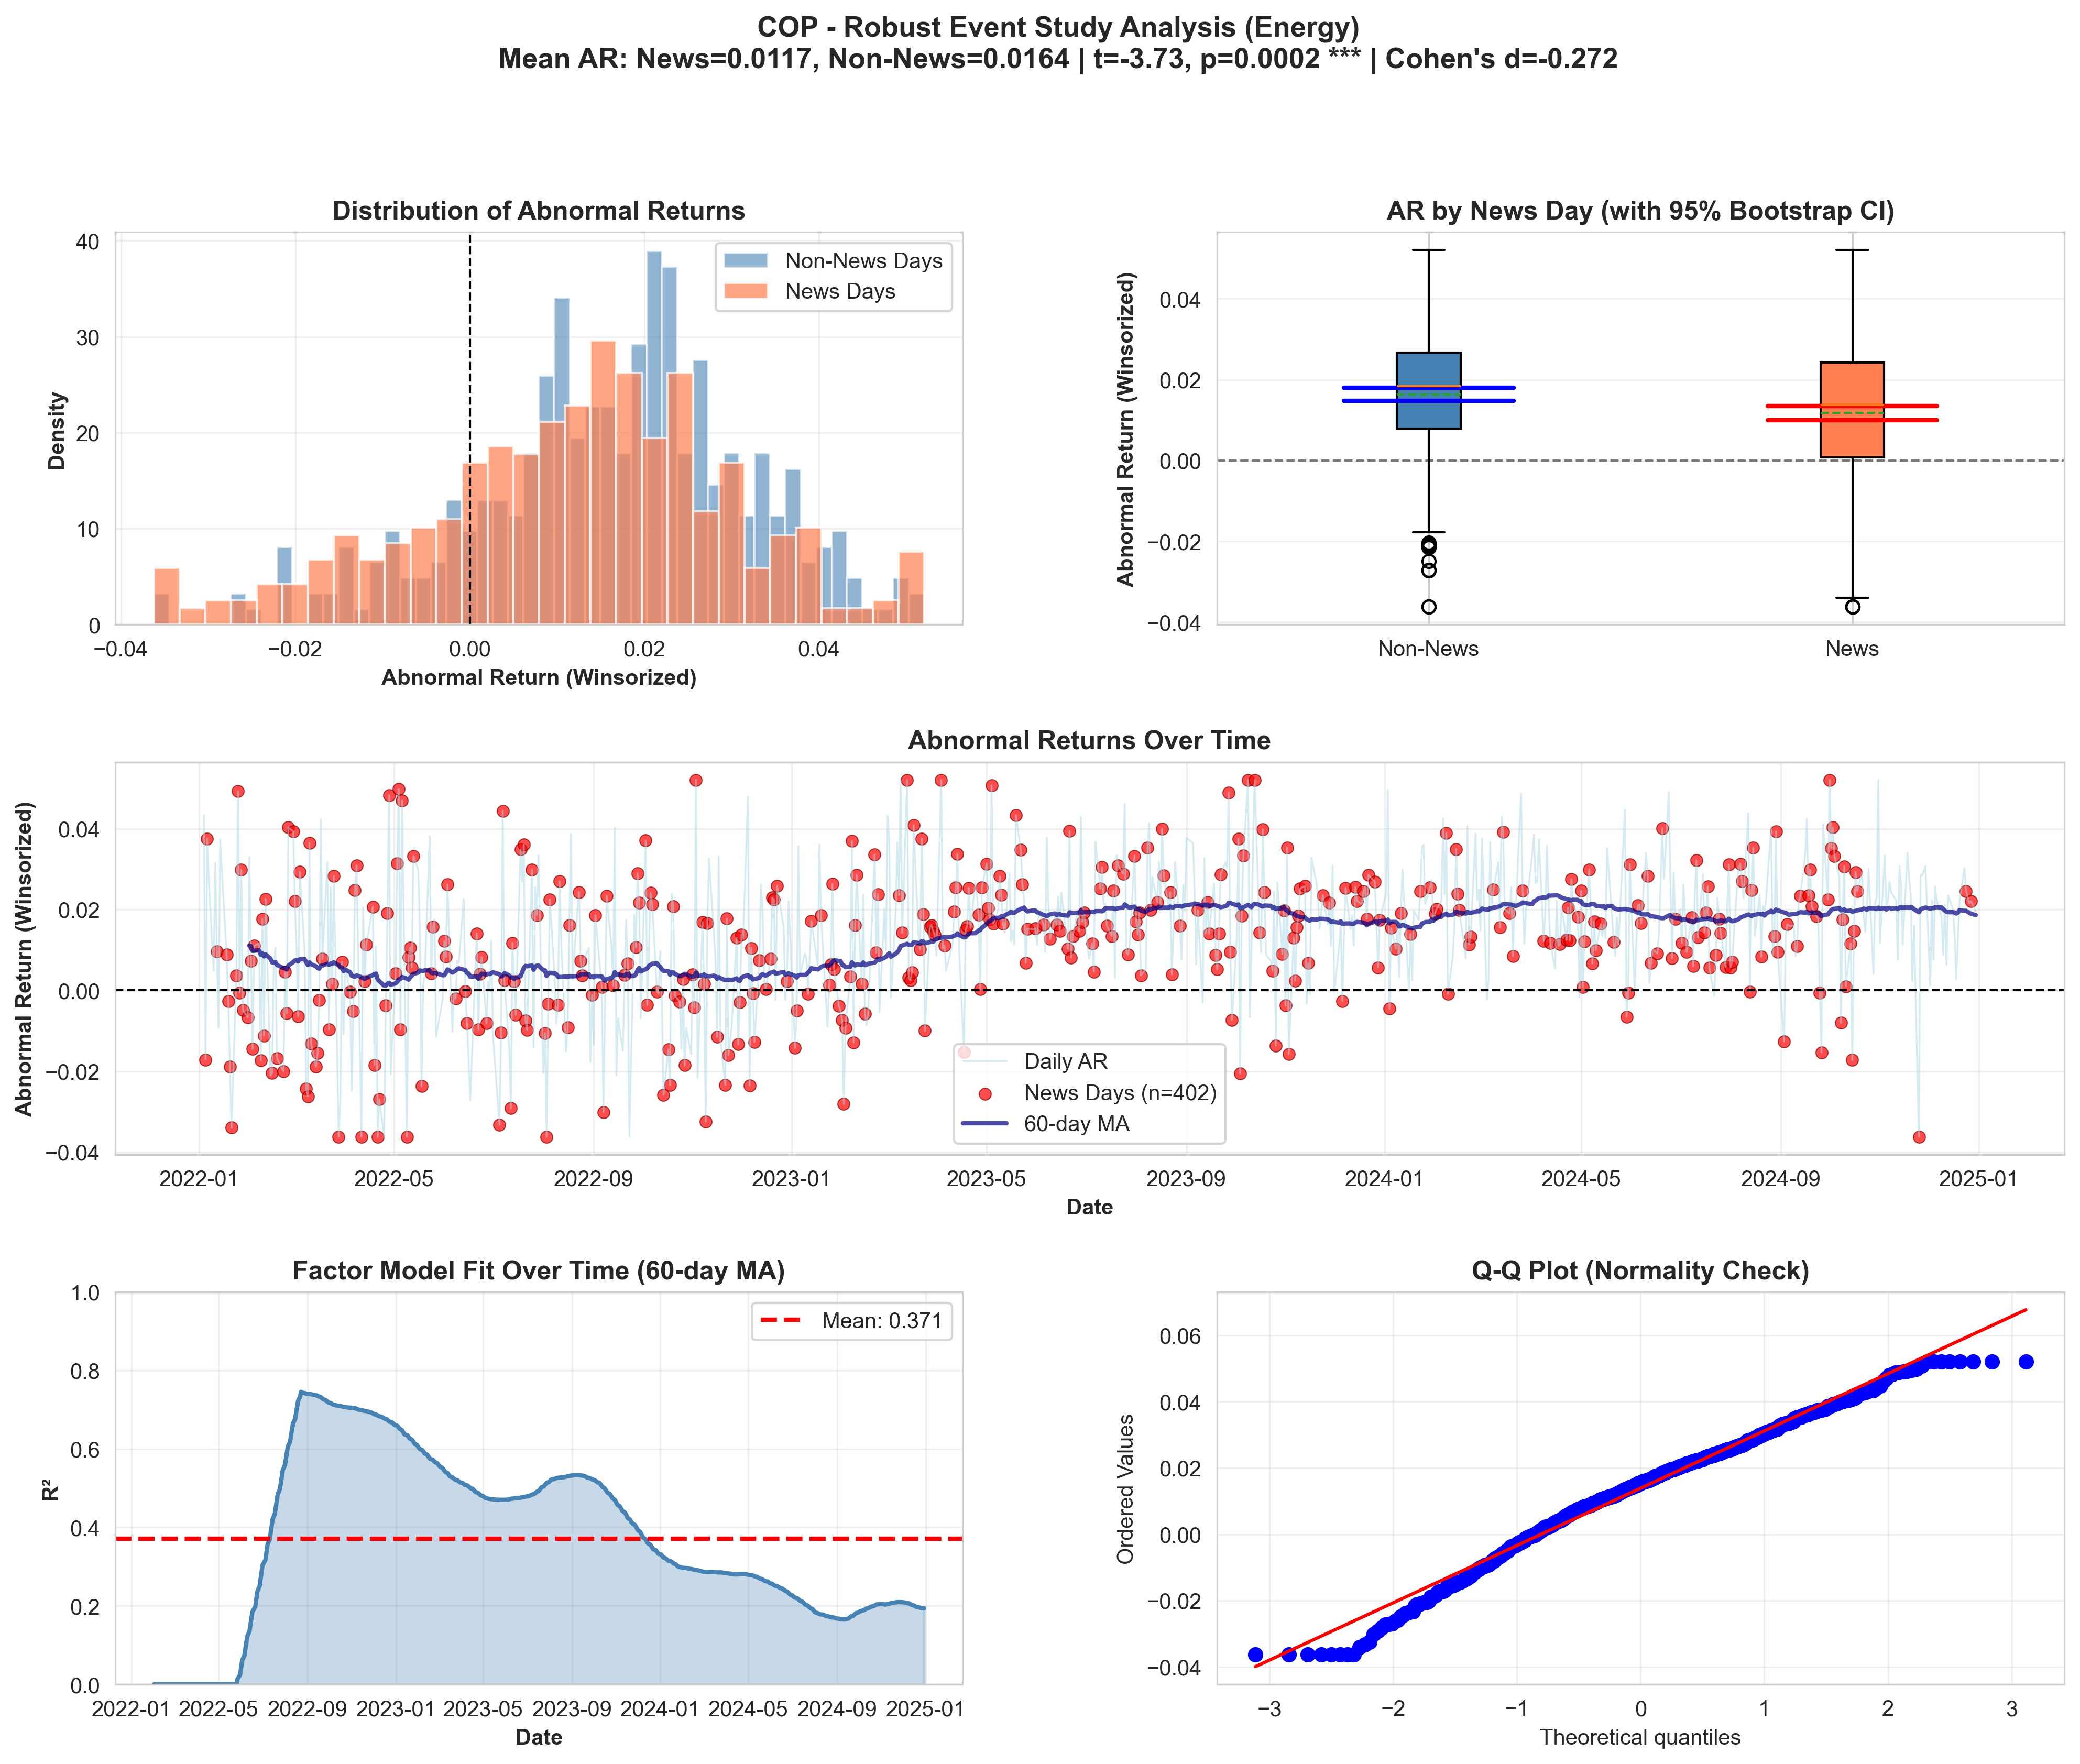 COP - Robust Event Study Analysis (Energy)
Mean AR: News=0.0117, Non-News=0.0164 | t=-3.73, p=0.0002 *** | Cohen's d=-0.272
Distribution of Abnormal Returns
Density
40
30
20
10
0
−0.04
−0.02
0.00
0.02
0.04
Abnormal Return (Winsorized)
Non-News Days
News Days
AR by News Day (with 95% Bootstrap CI)
Abnormal Return (Winsorized)
0.04
0.02
0.00
−0.02
−0.04
Non-News
News
Abnormal Returns Over Time
Abnormal Return (Winsorized)
0.04
0.02
0.00
−0.02
−0.04
Daily AR
News Days (n=402)
60-day MA
2022-01
2022-05
2022-09
2023-01
2023-05
2023-09
2024-01
2024-05
2024-09
2025-01
Date
Factor Model Fit Over Time (60-day MA)
R²
1.0
0.8
0.6
0.4
0.2
0.0
Mean: 0.371
2022-01
2022-05
2022-09
2023-01
2023-05
2023-09
2024-01
2024-05
2024-09
2025-01
Date
Q-Q Plot (Normality Check)
Ordered Values
0.06
0.04
0.02
0.00
−0.02
−0.04
−3
−2
−1
0
1
2
3
Theoretical quantiles